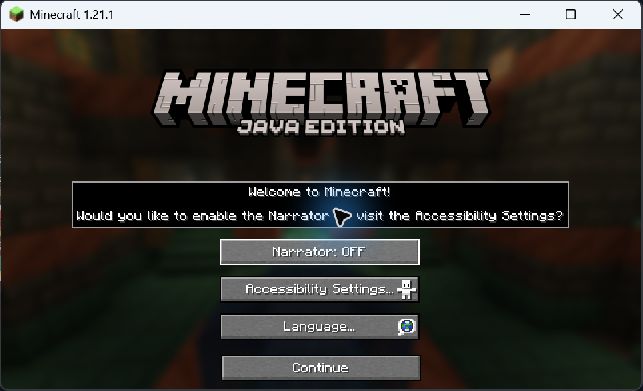 Minecraft 1.21.1
MINECRAFT
JAVA EDITION
Welcome to Minecraft!
Would you like to enable the Narrator visit the Accessibility Settings?
Narrator: OFF
Accessibility Settings...
Language...
Continue